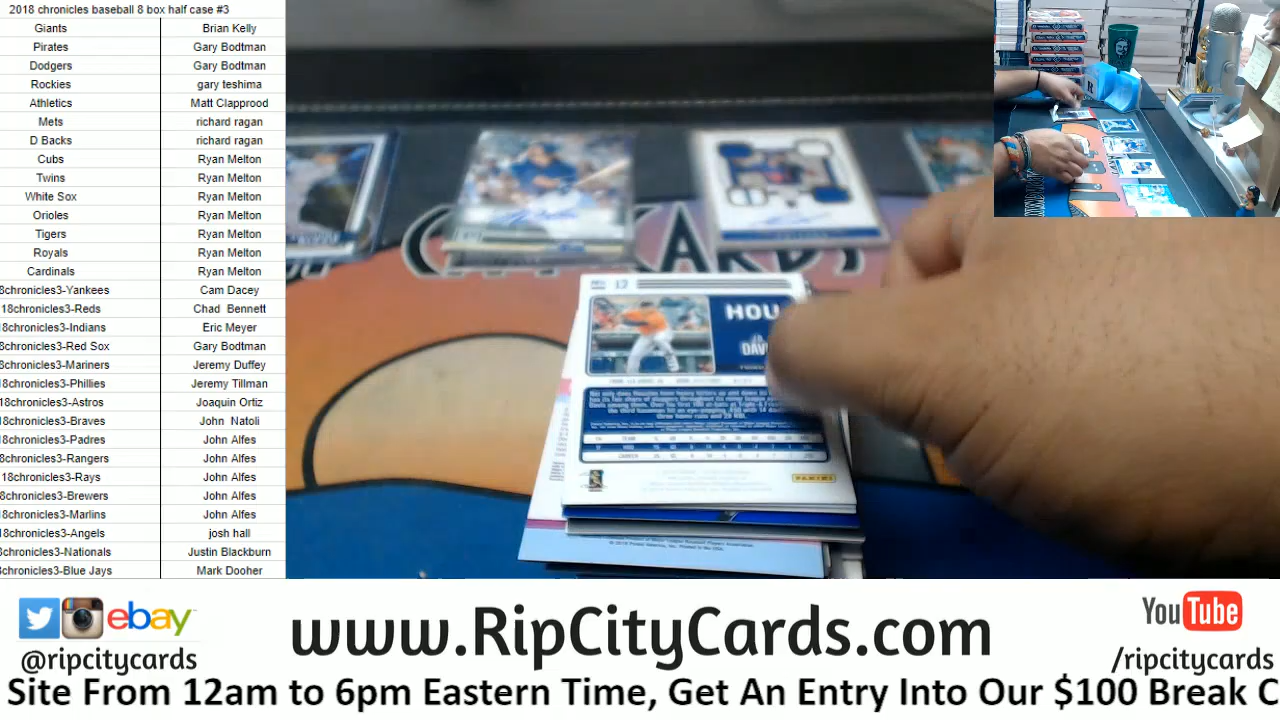 2018 chronicles baseball 8 box half case #3
Giants Brian Kelly
Pirates Gary Bodtman
Dodgers Gary Bodtman
Rockies gary teshima
Athletics Matt Clapprood
Mets richard ragan
D Backs richard ragan
Cubs Ryan Melton
Twins Ryan Melton
White Sox Ryan Melton
Orioles Ryan Melton
Tigers Ryan Melton
Royals Ryan Melton
Cardinals Ryan Melton
8chronicles3-Yankees Cam Dacey
18chronicles3-Reds Chad Bennett
8chronicles3-Indians Eric Meyer
8chronicles3-Red Sox Gary Bodtman
8chronicles3-Mariners Jeremy Duffey
8chronicles3-Phillies Jeremy Tillman
18chronicles3-Astros Joaquin Ortiz
8chronicles3-Braves John Natoli
8chronicles3-Padres John Alfes
8chronicles3-Rangers John Alfes
18chronicles3-Rays John Alfes
8chronicles3-Brewers John Alfes
8chronicles3-Marlins John Alfes
18chronicles3-Angels josh hall
chronicles3-Nationals Justin Blackburn
chronicles3-Blue Jays Mark Dooher
17
HOU
DAV
PANINI
ebay
@ripcitycards
www.RipCityCards.com
YouTube
/ripcitycards
Site From 12am to 6pm Eastern Time, Get An Entry Into Our $100 Break C